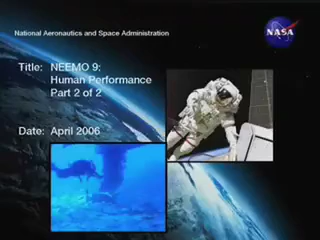 National Aeronautics and Space Administration
NASA
Title: NEEMO 9:
Human Performance
Part 2 of 2
Date: April 2006